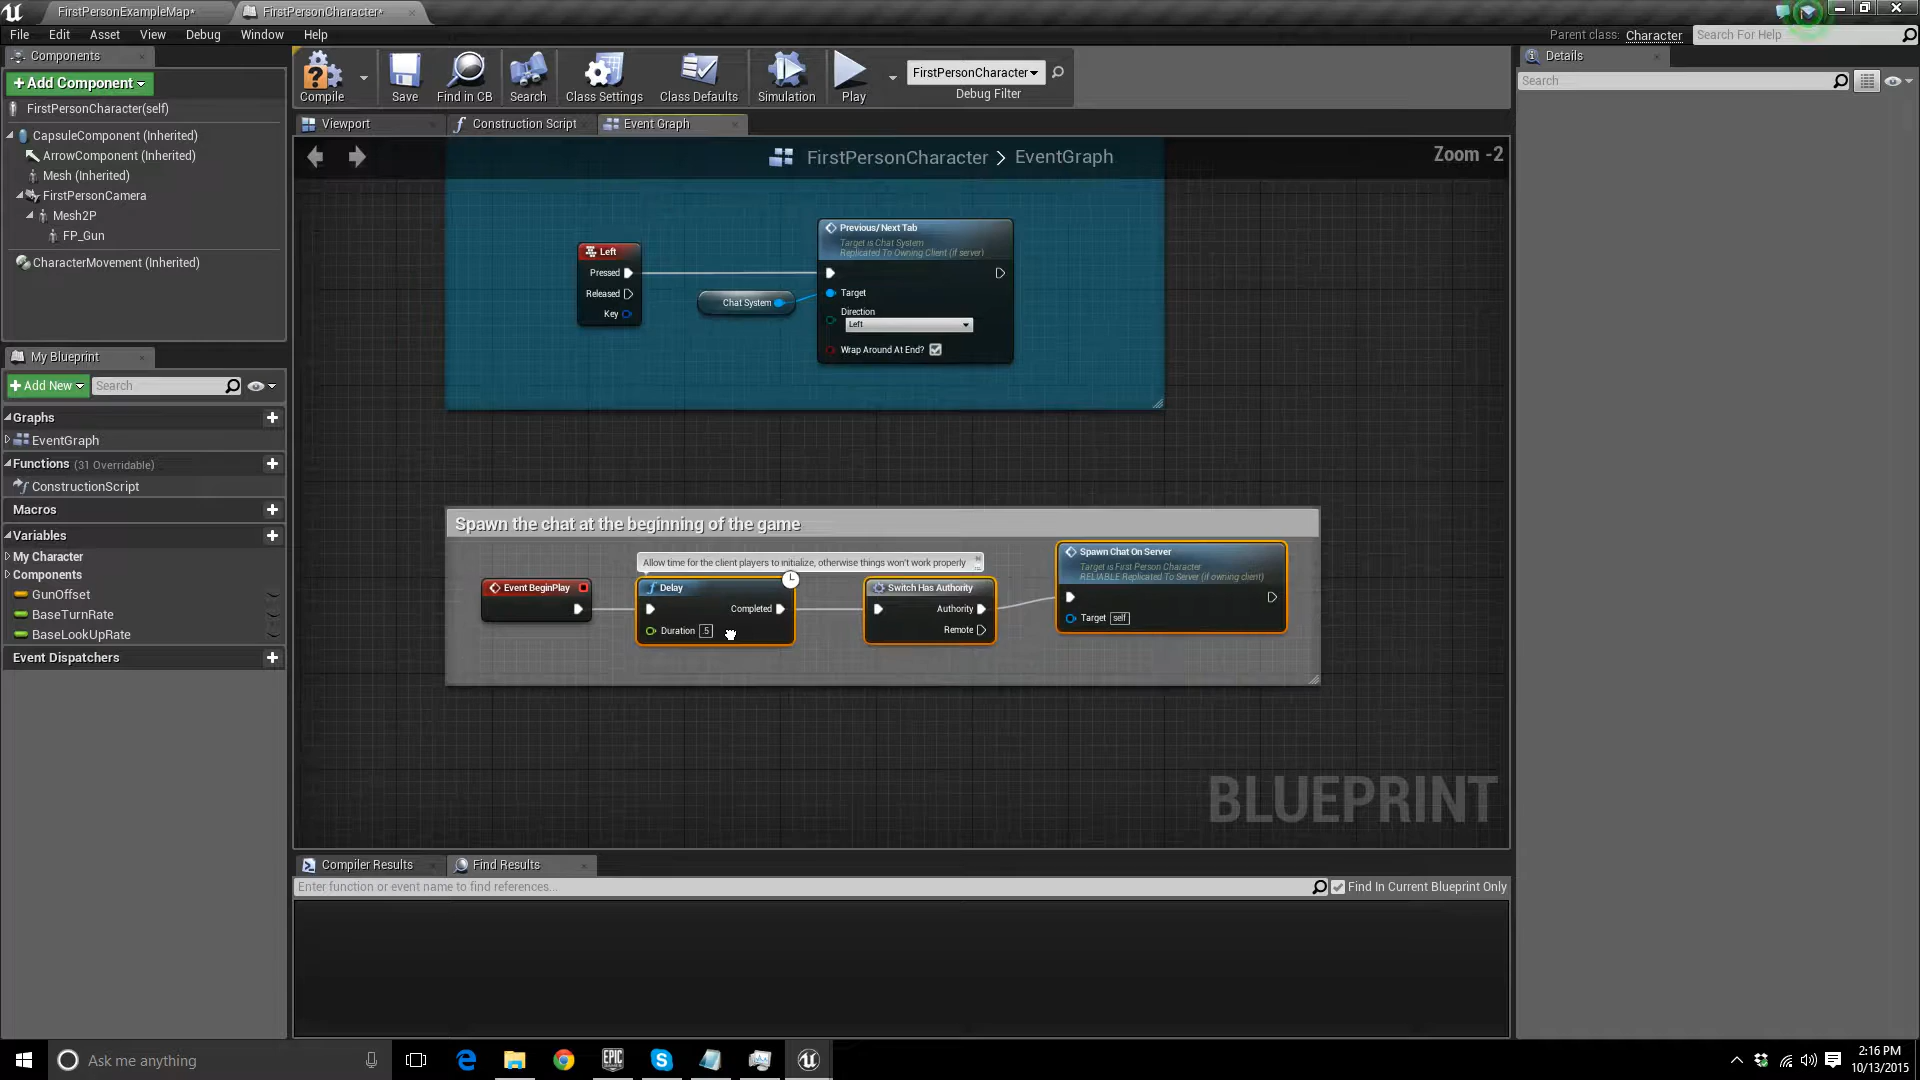 FirstPersonExampleMap*
FirstPersonCharacter*
File Edit Asset View Debug Window Help
Parent class: Character
Search For Help
Components
+Add Component
FirstPersonCharacter(self)
CapsuleComponent (Inherited)
ArrowComponent (Inherited)
Mesh (Inherited)
FirstPersonCamera
Mesh2P
FP_Gun
CharacterMovement (Inherited)
My Blueprint
+Add New
Search
Graphs
EventGraph
Functions (31 Overridable)
ConstructionScript
Macros
Variables
My Character
Components
GunOffset
BaseTurnRate
BaseLookUpRate
Event Dispatchers
Compile
Save
Find in CB
Search
Class Settings
Class Defaults
Simulation
Play
FirstPersonCharacter
Debug Filter
Viewport
Construction Script
Event Graph
FirstPersonCharacter > EventGraph
Zoom -2
Left
Pressed
Released
Key
Chat System
Previous/ Next Tab
Target is Chat System
Replicated To Owning Client (if server)
Target
Direction
Left
Wrap Around At End?
Spawn the chat at the beginning of the game
Allow time for the client players to initialize, otherwise things won't work properly
Event BeginPlay
Delay
Completed
Duration .5
Switch Has Authority
Authority
Remote
Spawn Chat On Server
Target is First Person Character
RELIABLE Replicated To Server (if owning client)
Target self
BLUEPRINT
Compiler Results
Find Results
Enter function or event name to find references...
Find In Current Blueprint Only
Details
Search
Ask me anything
EPIC
GAMES
2:16 PM
10/13/2015